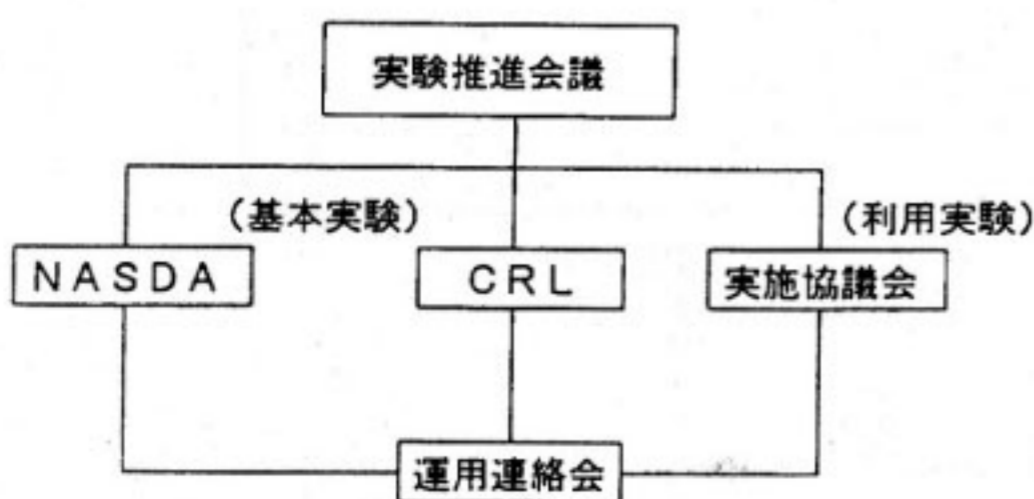 実験推進会議
（基本実験）
（利用実験）
ＮＡＳＤＡ
ＣＲＬ
実施協議会
運用連絡会